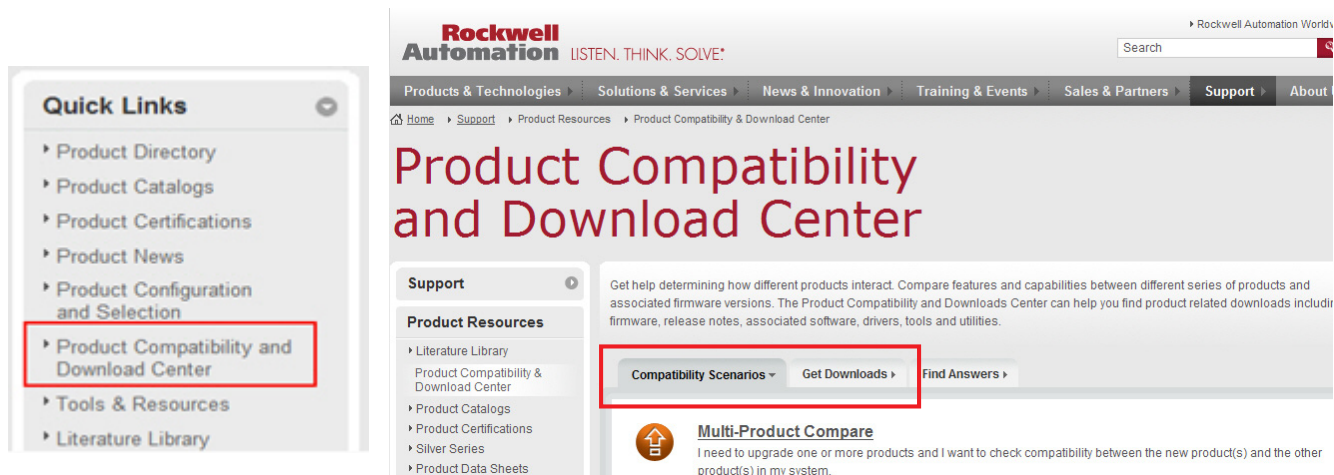 Quick Links
Product Directory
Product Catalogs
Product Certifications
Product News
Product Configuration
and Selection
Product Compatibility and
Download Center
Tools & Resources
Literature Library
Rockwell
Automation LISTEN. THINK. SOLVE.
Rockwell Automation
Search
Products & Technologies
Solutions & Services
News & Innovation
Training & Events
Sales & Partners
Support
About
Home Support Product Resources Product Compatibility & Download Center
Product Compatibility
and Download Center
Support
Product Resources
Literature Library
Product Compatibility &
Download Center
Product Catalogs
Product Certifications
Silver Series
Product Data Sheets
Get help determining how different products interact. Compare features and capabilities between different series of products and
associated firmware versions. The Product Compatibility and Downloads Center can help you find product related downloads includin
firmware, release notes, associated software, drivers, tools and utilities.
Compatibility Scenarios
Get Downloads
Find Answers
Multi-Product Compare
I need to upgrade one or more products and I want to check compatibility between the new product(s) and the other
product(s) in my system.